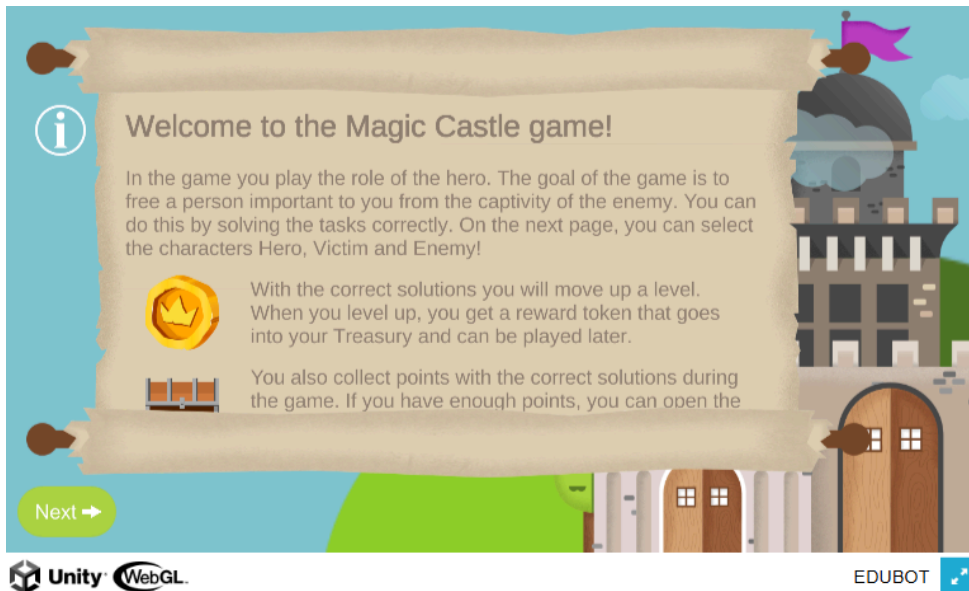 Welcome to the Magic Castle game!
In the game you play the role of the hero. The goal of the game is to
free a person important to you from the captivity of the enemy. You can
do this by solving the tasks correctly. On the next page, you can select
the characters Hero, Victim and Enemy!
With the correct solutions you will move up a level.
When you level up, you get a reward token that goes
into your Treasury and can be played later.
You also collect points with the correct solutions during
the game. If you have enough points, you can open the
Next
Unity WebGL.
EDUBOT